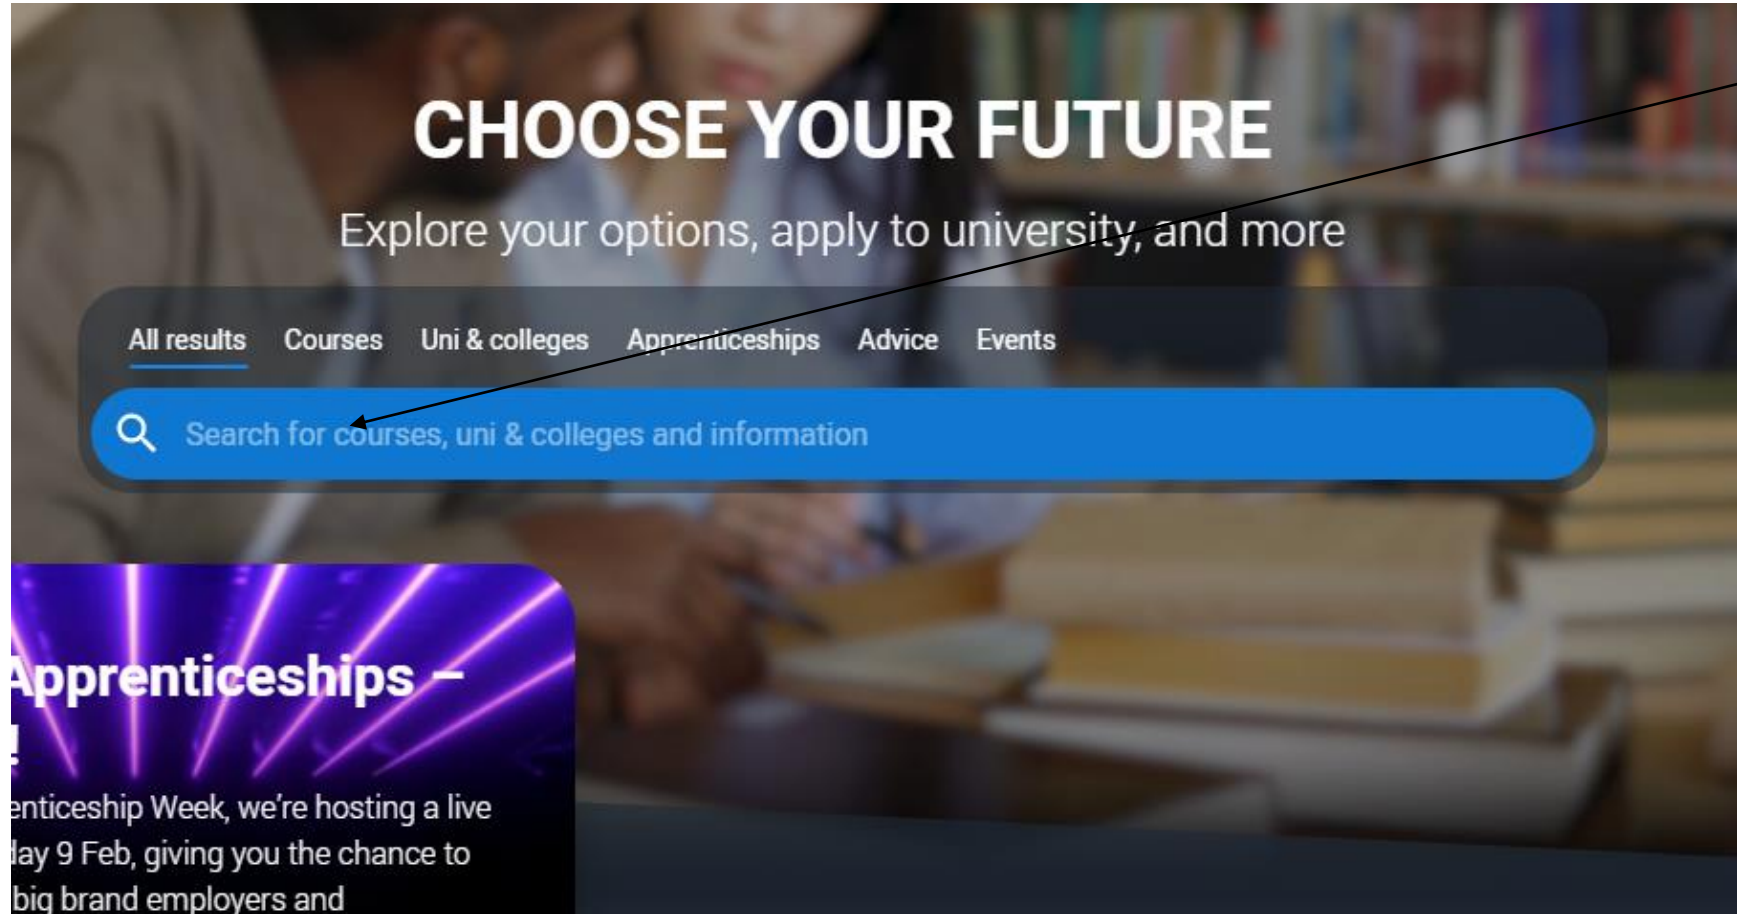 CHOOSE YOUR FUTURE
Explore your options, apply to university, and more
All results Courses Uni & colleges Apprenticeships Advice Events
Search for courses, uni & colleges and information
Apprenticeships –
!
enticeship Week, we're hosting a live
day 9 Feb, giving you the chance to
big brand employers and